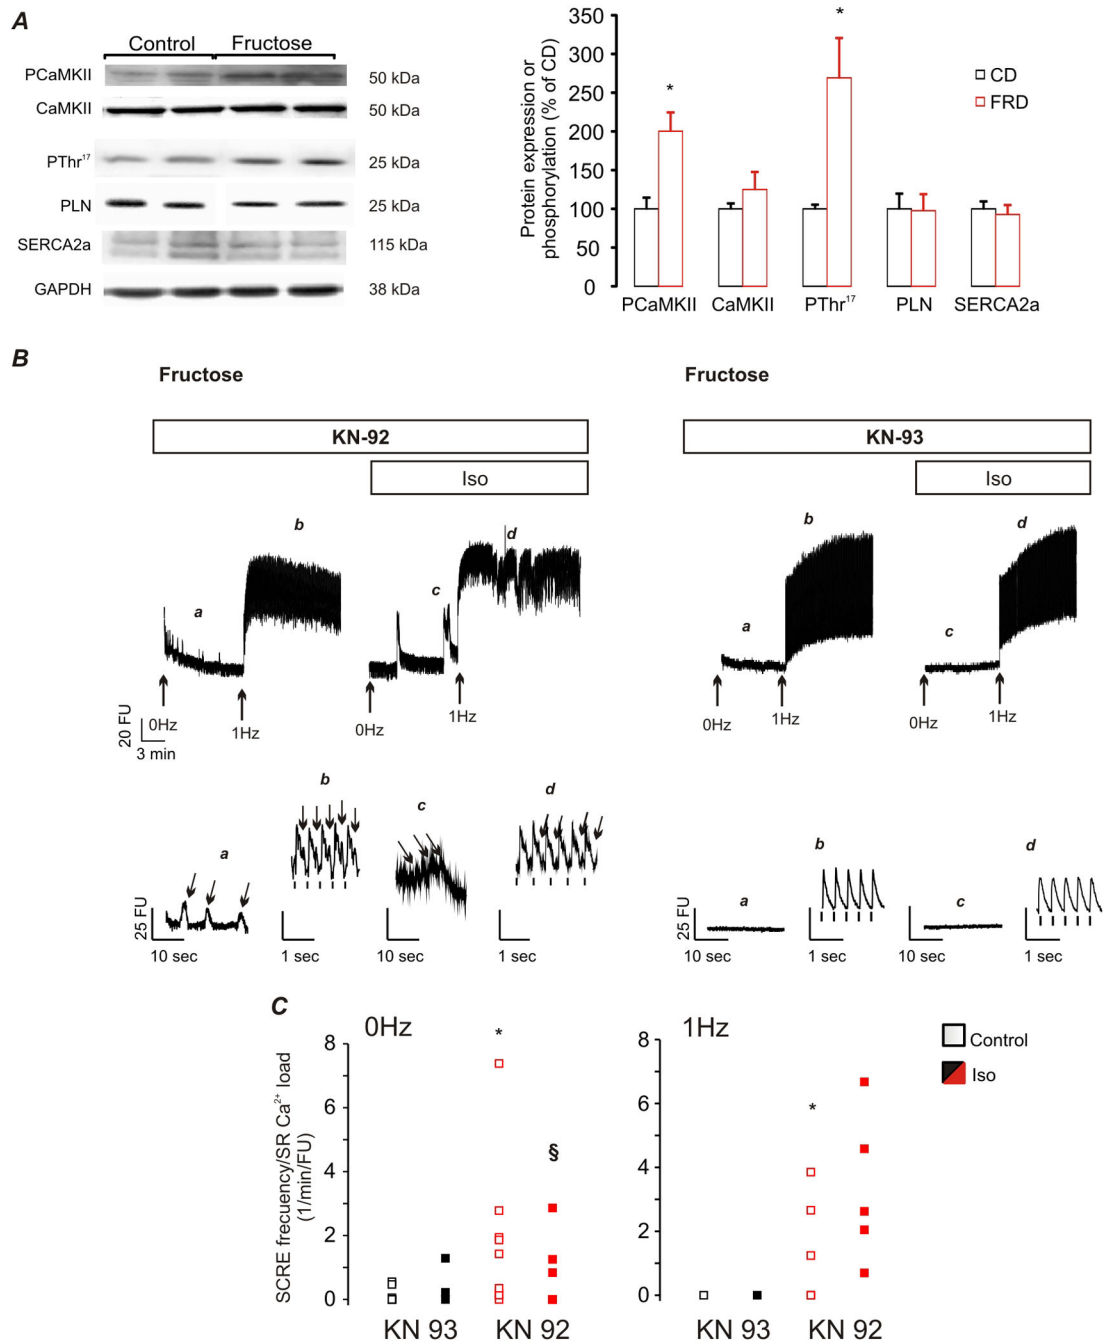 A
Control Fructose
PCaMKII 50 kDa
CaMKII 50 kDa
PThr¹⁷ 25 kDa
PLN 25 kDa
SERCA2a 115 kDa
GAPDH 38 kDa
Protein expression or
phosphorylation (% of CD)
350
300
250
200
150
100
50
0
* *
CD
FRD
PCaMKII CaMKII PThr¹⁷ PLN SERCA2a
B
Fructose
KN-92
Iso
a b c d
0Hz 1Hz 0Hz 1Hz
20 FU
3 min
a b c d
25 FU
10 sec 1 sec 10 sec 1 sec
Fructose
KN-93
Iso
a b c d
0Hz 1Hz 0Hz 1Hz
a b c d
25 FU
10 sec 1 sec 10 sec 1 sec
C
SCRE frecuency/SR Ca²⁺ load
(1/min/FU)
0Hz
8
6
4
2
0
* §
KN 93 KN 92
1Hz
8
6
4
2
0
*
KN 93 KN 92
Control
Iso